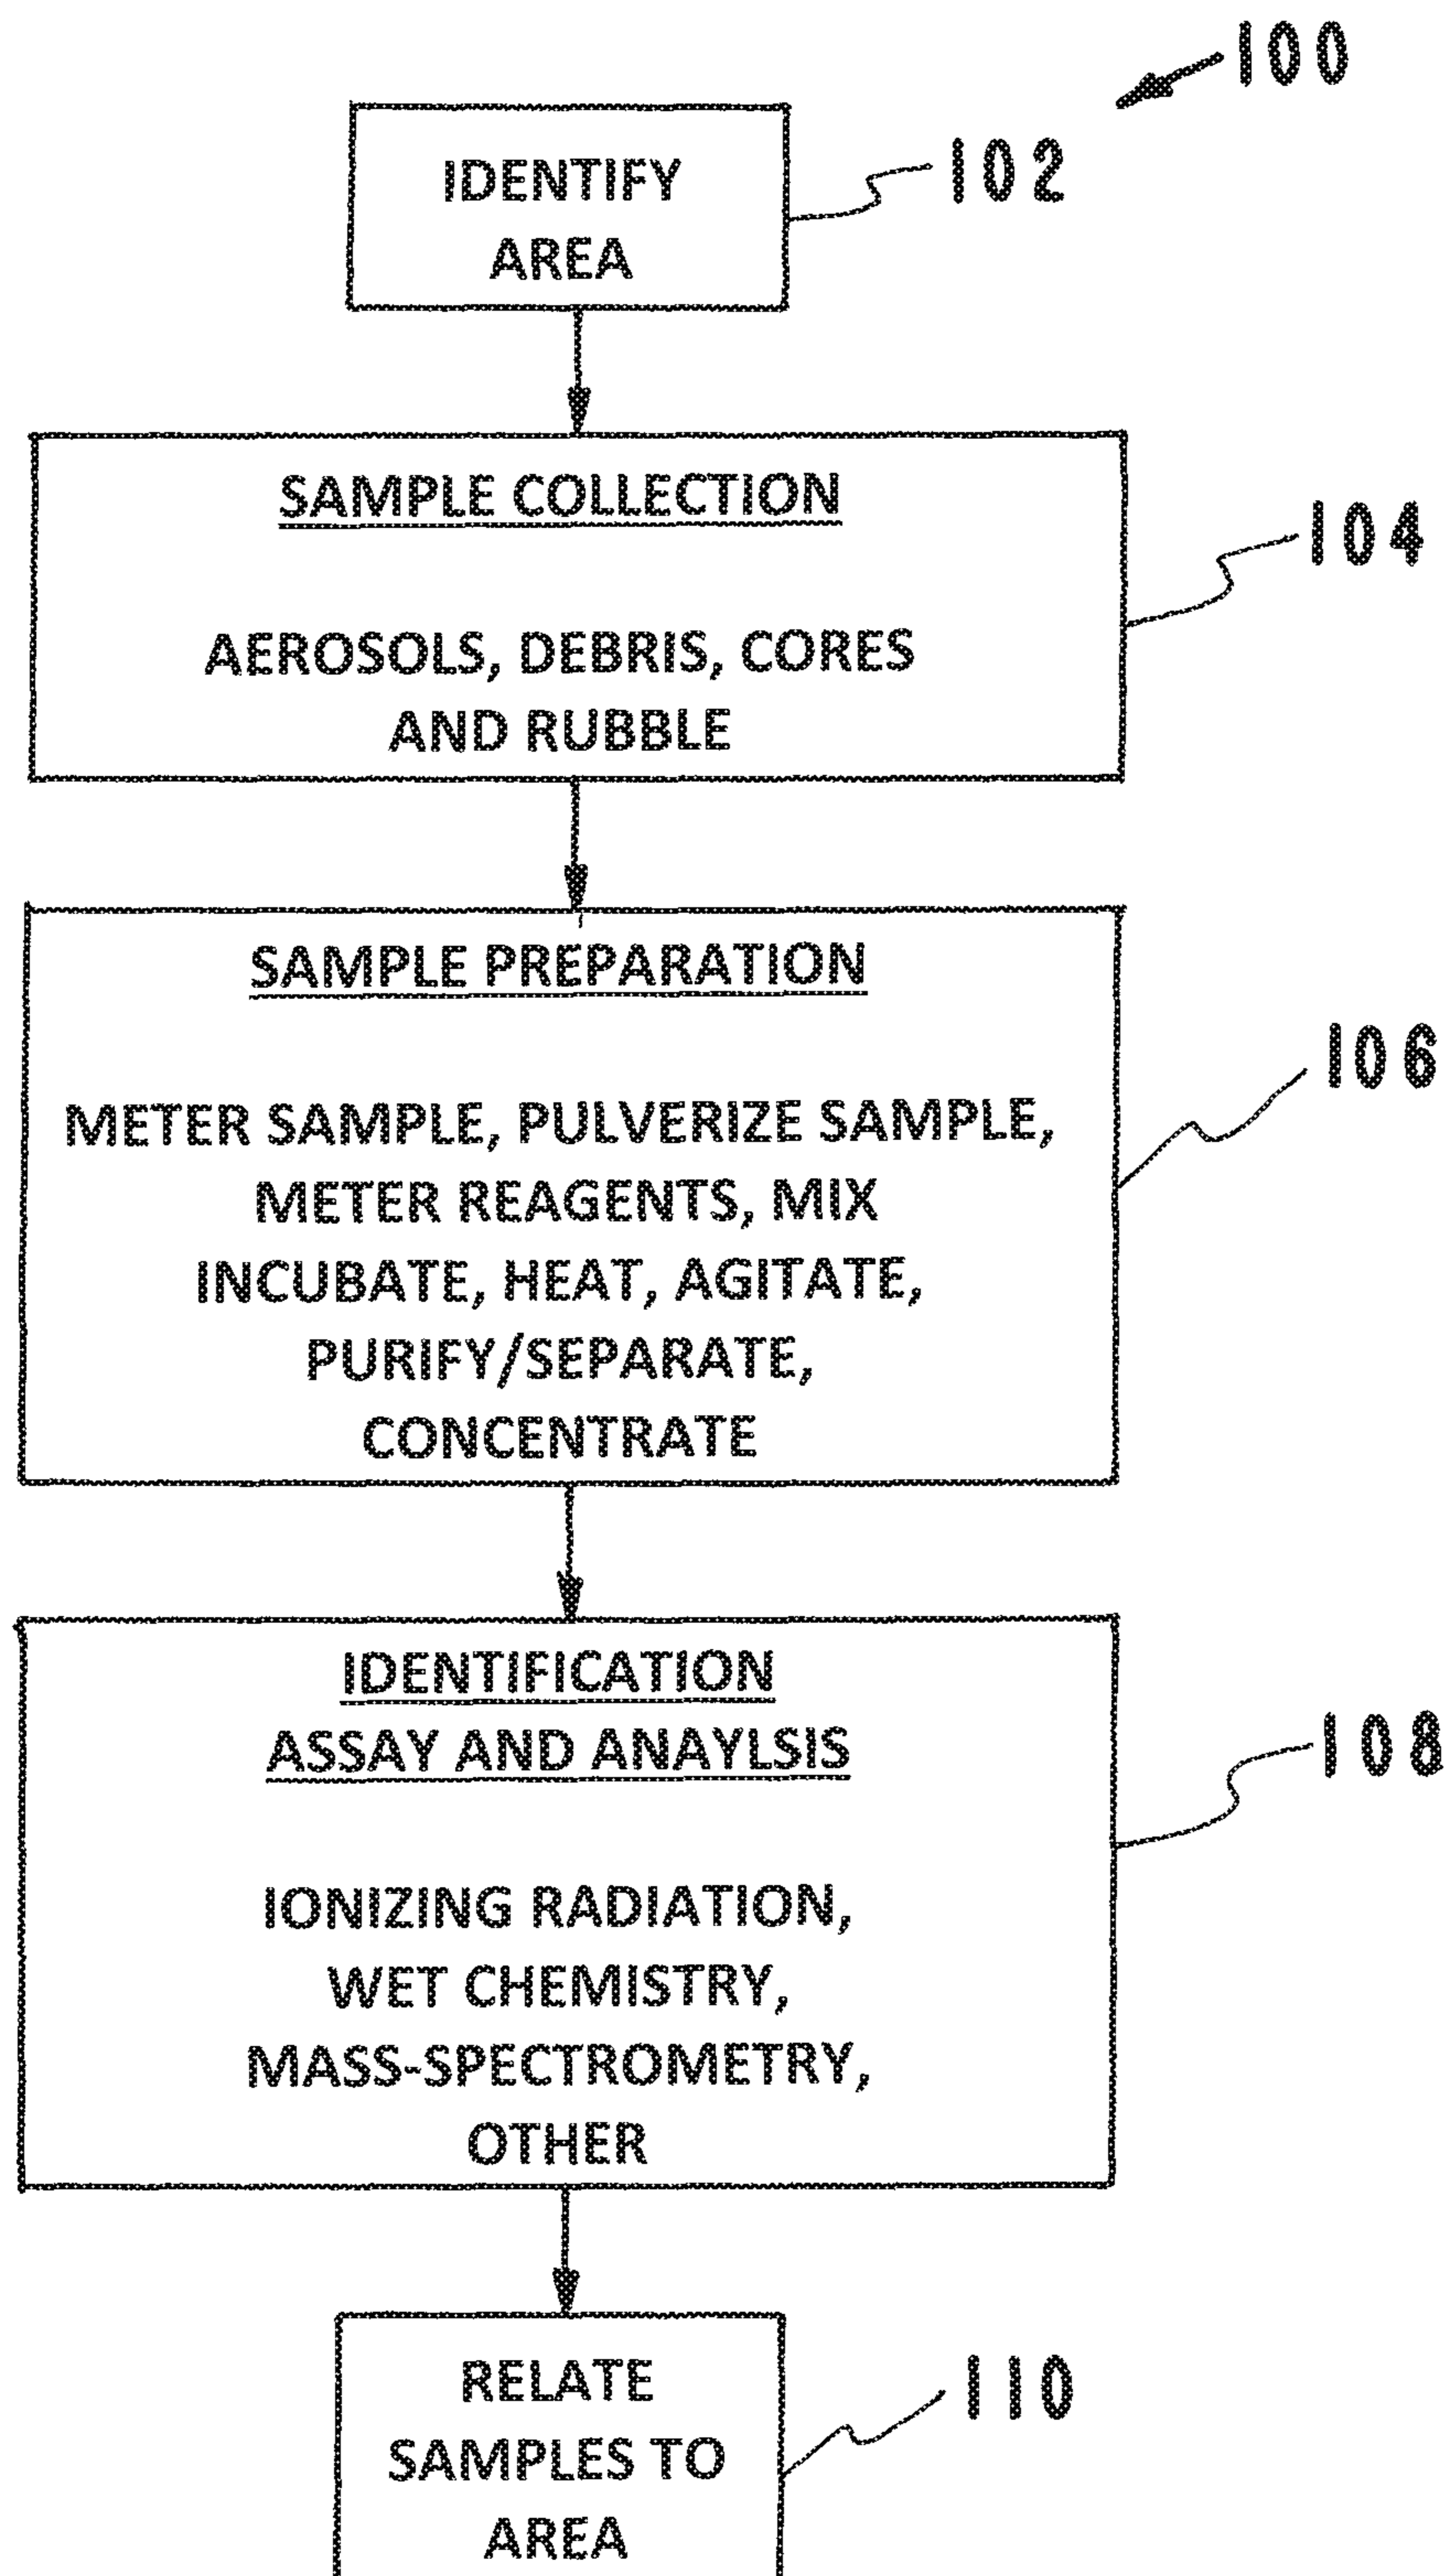 100
IDENTIFY
AREA
102
SAMPLE COLLECTION
AEROSOLS, DEBRIS, CORES
AND RUBBLE
104
SAMPLE PREPARATION
METER SAMPLE, PULVERIZE SAMPLE,
METER REAGENTS, MIX
INCUBATE, HEAT, AGITATE,
PURIFY/SEPARATE,
CONCENTRATE
106
IDENTIFICATION
ASSAY AND ANAYLSIS
IONIZING RADIATION,
WET CHEMISTRY,
MASS-SPECTROMETRY,
OTHER
108
RELATE
SAMPLES TO
AREA
110